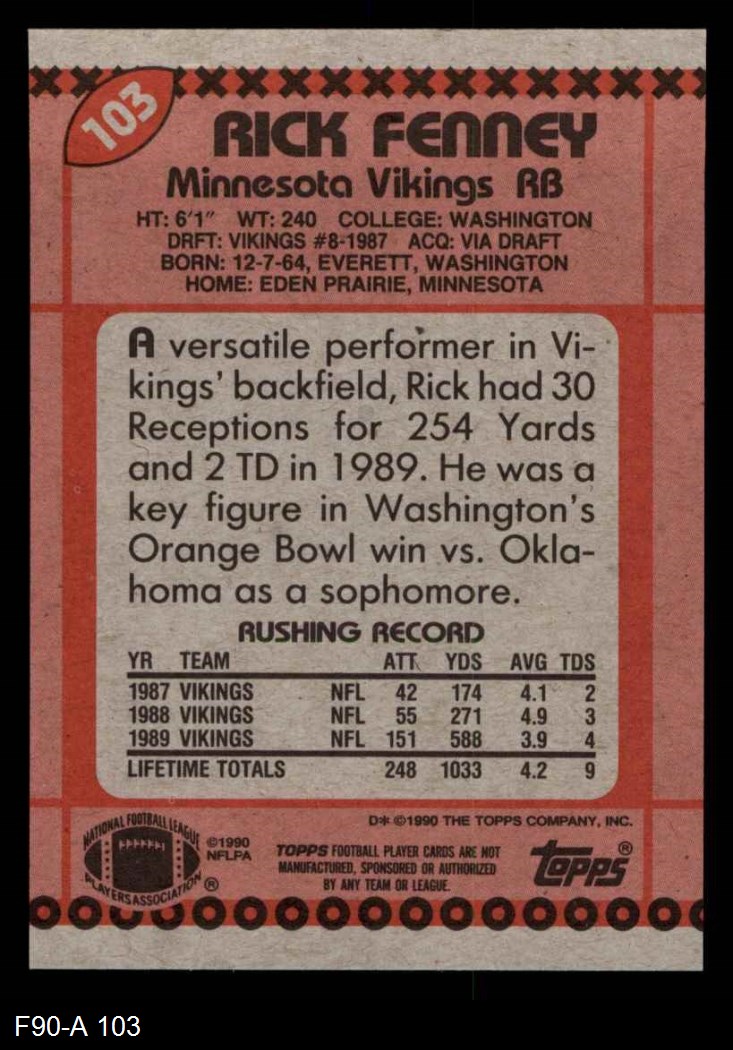 103
RICK FENNEY
Minnesota Vikings RB
HT: 6'1" WT: 240 COLLEGE: WASHINGTON
DRFT: VIKINGS #8-1987 ACQ: VIA DRAFT
BORN: 12-7-64, EVERETT, WASHINGTON
HOME: EDEN PRAIRIE, MINNESOTA
A versatile performer in Vi-
kings' backfield, Rick had 30
Receptions for 254 Yards
and 2 TD in 1989. He was a
key figure in Washington's
Orange Bowl win vs. Okla-
homa as a sophomore.
RUSHING RECORD
YR TEAM ATT YDS AVG TDS
1987 VIKINGS NFL 42 174 4.1 2
1988 VIKINGS NFL 55 271 4.9 3
1989 VIKINGS NFL 151 588 3.9 4
LIFETIME TOTALS 248 1033 4.2 9
NATIONAL FOOTBALL LEAGUE
PLAYERS ASSOCIATION ®
©1990
NFLPA
D* ©1990 THE TOPPS COMPANY, INC.
TOPPS FOOTBALL PLAYER CARDS ARE NOT
MANUFACTURED, SPONSORED OR AUTHORIZED
BY ANY TEAM OR LEAGUE.
TOPPS ®
F90-A 103